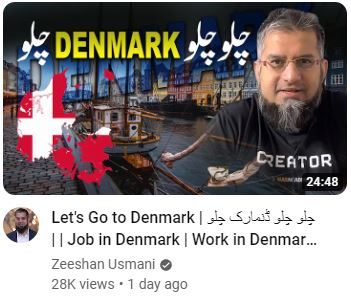 چلو چلو DENMARK چلو
CREATOR
24:48
Let's Go to Denmark | چلو چلو ڈنمارک چلو
| | Job in Denmark | Work in Denmar...
Zeeshan Usmani
28K views • 1 day ago